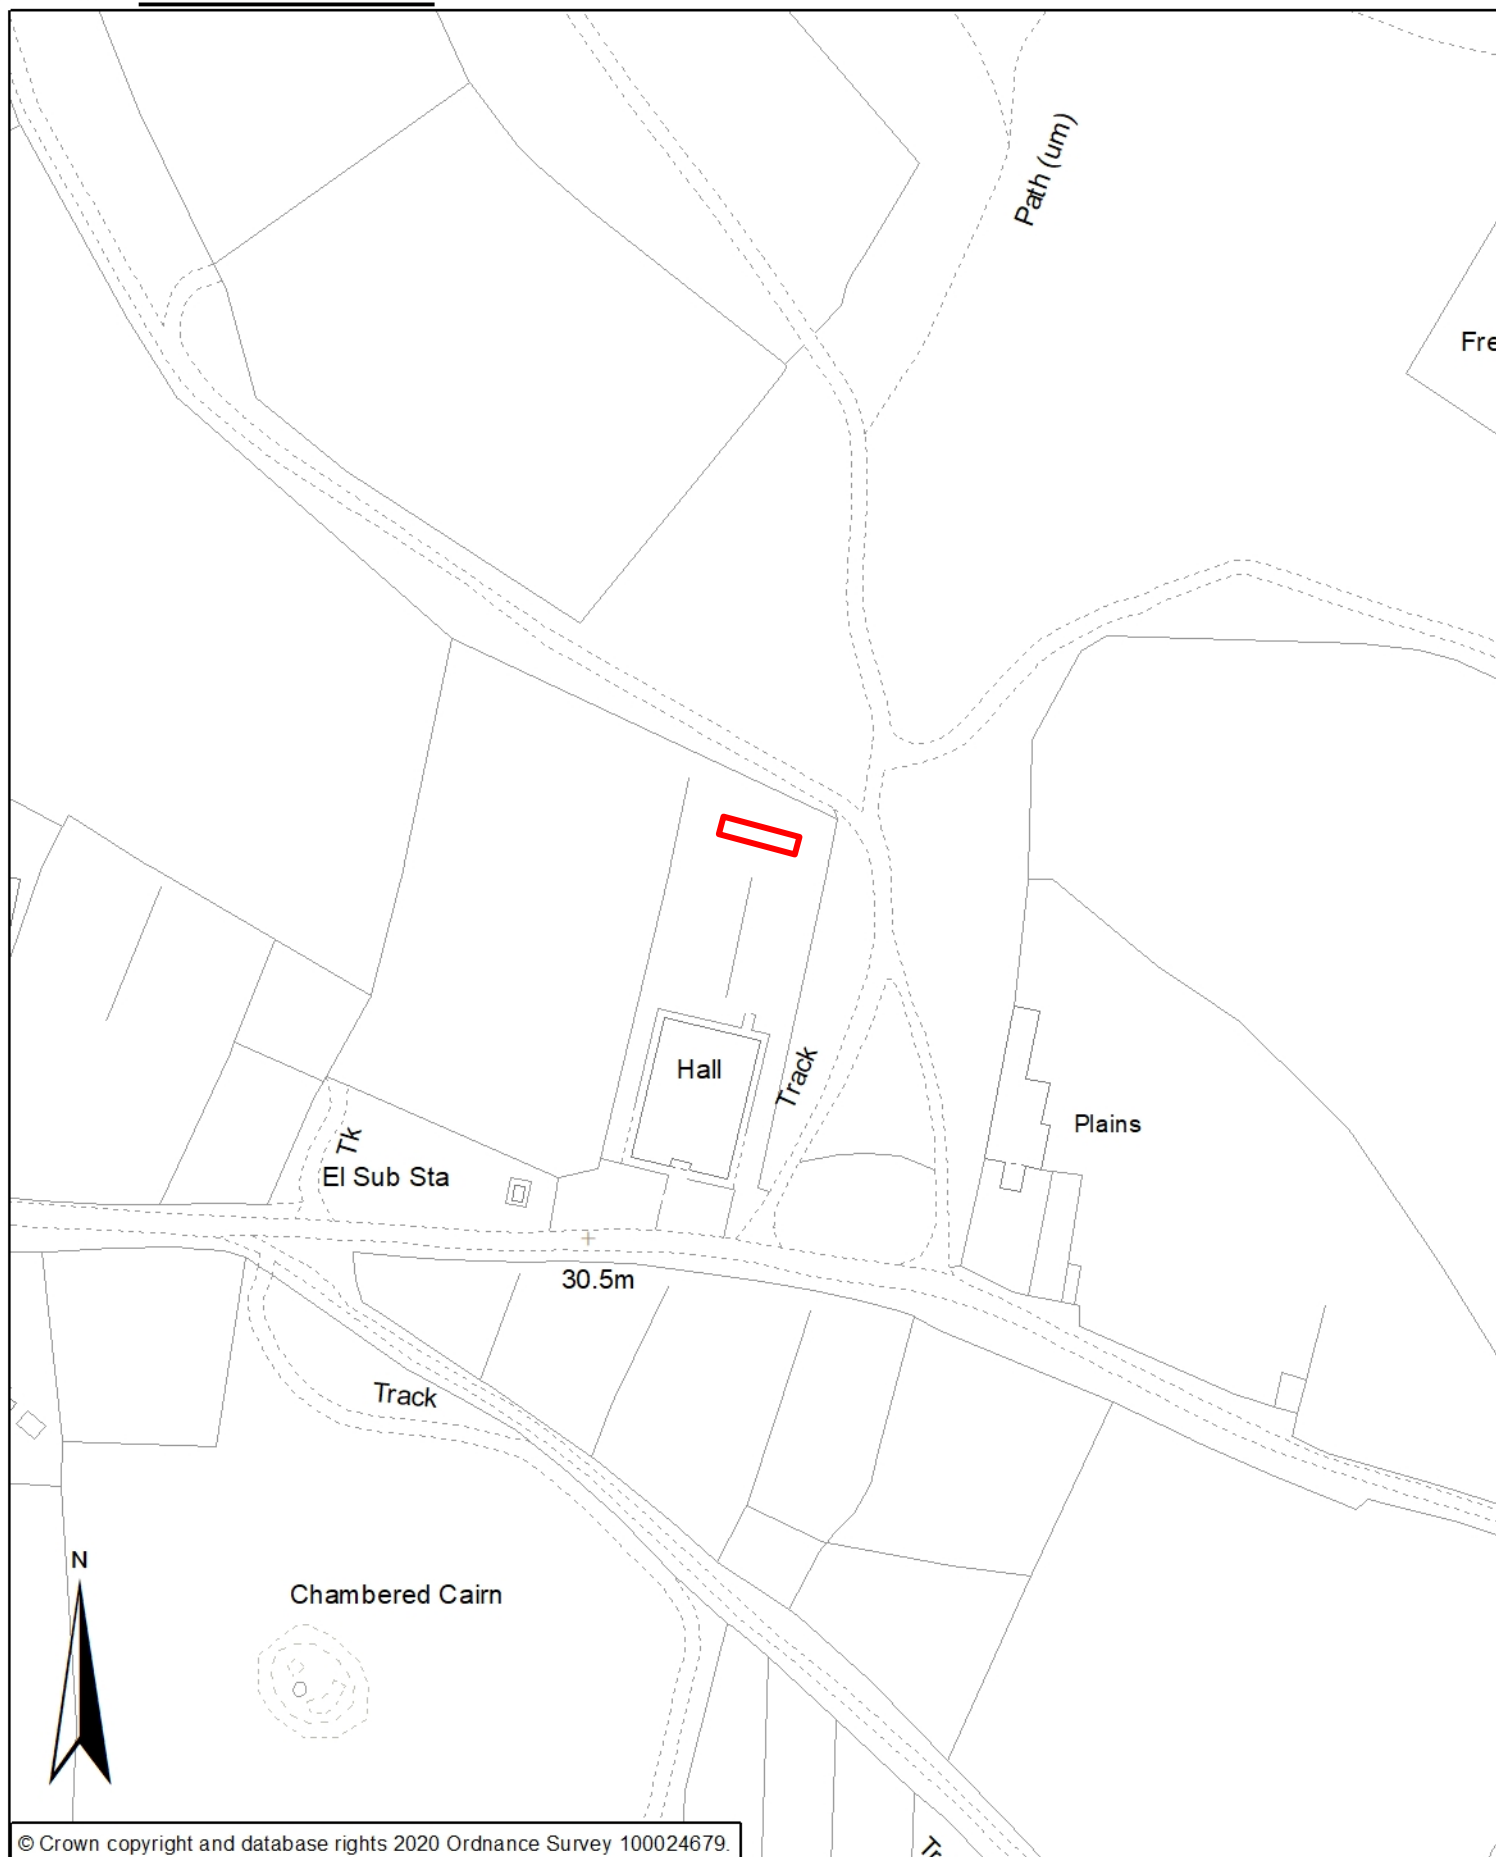 Path (um)
Fre
Hall
Track
Plains
Tk
El Sub Sta
30.5m
Track
N
Chambered Cairn
© Crown copyright and database rights 2020 Ordnance Survey 100024679.